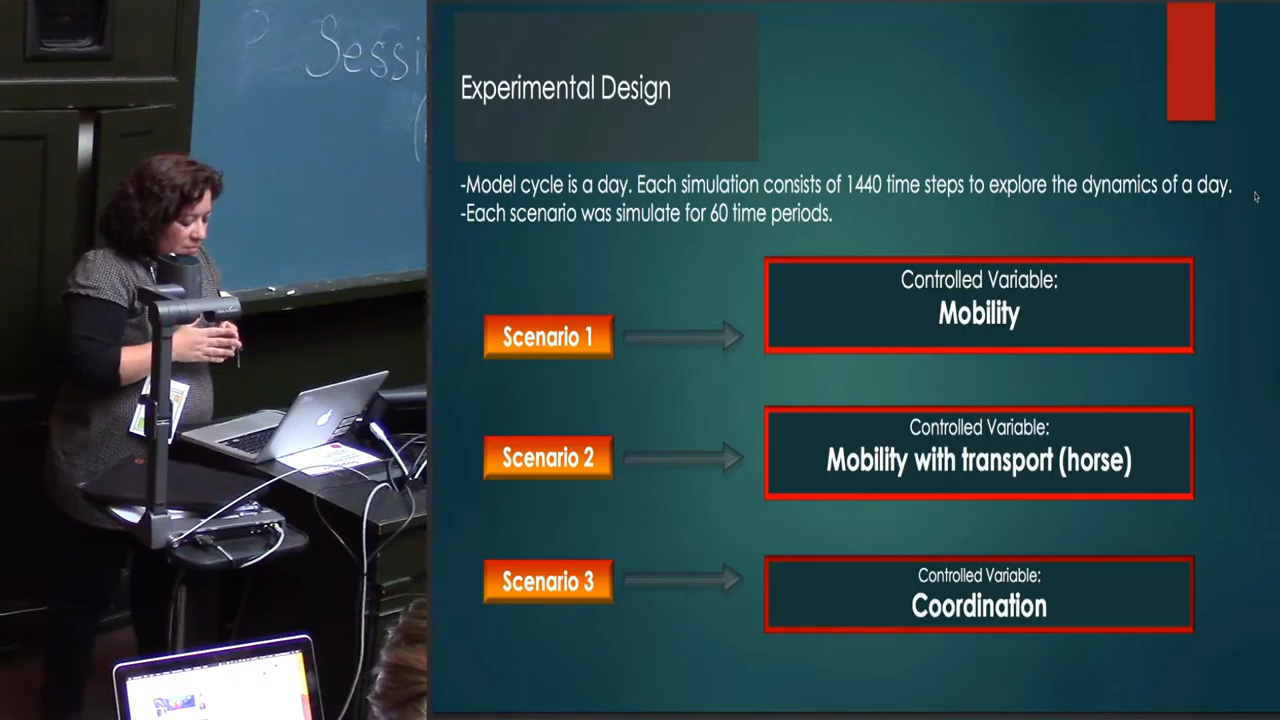 P Sessi
Experimental Design
-Model cycle is a day. Each simulation consists of 1440 time steps to explore the dynamics of a day.
-Each scenario was simulate for 60 time periods.
Scenario 1
Controlled Variable:
Mobility
Scenario 2
Controlled Variable:
Mobility with transport (horse)
Scenario 3
Controlled Variable:
Coordination